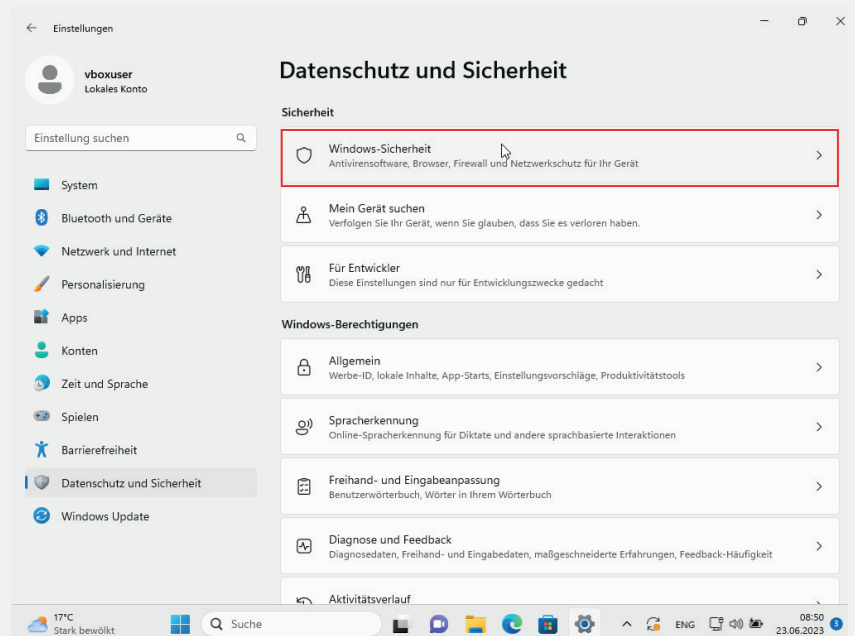 Einstellungen
vboxuser
Lokales Konto
Einstellung suchen
System
Bluetooth und Geräte
Netzwerk und Internet
Personalisierung
Apps
Konten
Zeit und Sprache
Spielen
Barrierefreiheit
Datenschutz und Sicherheit
Windows Update
Datenschutz und Sicherheit
Sicherheit
Windows-Sicherheit
Antivirensoftware, Browser, Firewall und Netzwerkschutz für Ihr Gerät
Mein Gerät suchen
Verfolgen Sie Ihr Gerät, wenn Sie glauben, dass Sie es verloren haben.
Für Entwickler
Diese Einstellungen sind nur für Entwicklungszwecke gedacht
Windows-Berechtigungen
Allgemein
Werbe-ID, lokale Inhalte, App-Starts, Einstellungsvorschläge, Produktivitätstools
Spracherkennung
Online-Spracherkennung für Diktate und andere sprachbasierte Interaktionen
Freihand- und Eingabeanpassung
Benutzerwörterbuch, Wörter in Ihrem Wörterbuch
Diagnose und Feedback
Diagnosedaten, Freihand- und Eingabedaten, maßgeschneiderte Erfahrungen, Feedback-Häufigkeit
Aktivitätsverlauf
17°C
Stark bewölkt
Suche
ENG
08:50
23.06.2023
3